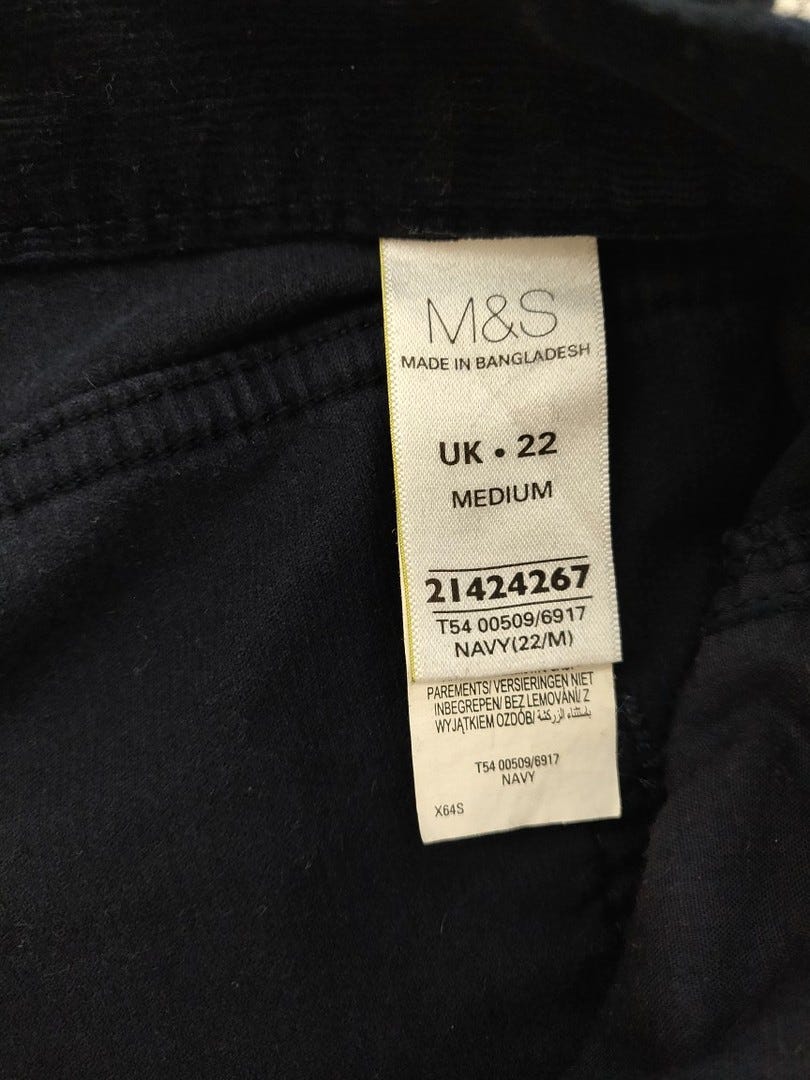 M&S
MADE IN BANGLADESH
UK • 22
MEDIUM
21424267
T54 00509/6917
NAVY(22/M)
PAREMENTS/ VERSIERINGEN NIET
INBEGREPEN/ BEZ LEMOVÁNÍ/ Z
WYJĄTKIEM OZDÓB/ باستثناء الزركشة
T54 00509/6917
NAVY
X64S